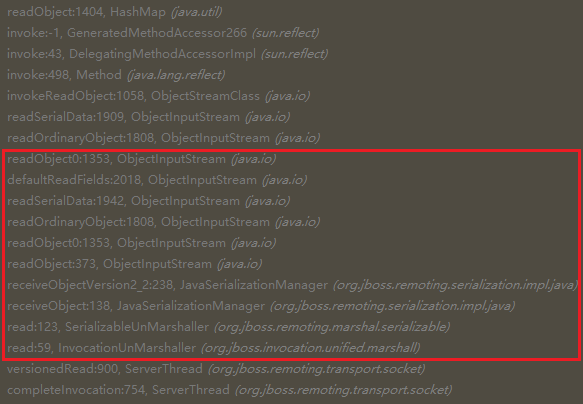 readObject:1404, HashMap (java.util)
invoke:-1, GeneratedMethodAccessor266 (sun.reflect)
invoke:43, DelegatingMethodAccessorImpl (sun.reflect)
invoke:498, Method (java.lang.reflect)
invokeReadObject:1058, ObjectStreamClass (java.io)
readSerialData:1909, ObjectInputStream (java.io)
readOrdinaryObject:1808, ObjectInputStream (java.io)
readObject0:1353, ObjectInputStream (java.io)
defaultReadFields:2018, ObjectInputStream (java.io)
readSerialData:1942, ObjectInputStream (java.io)
readOrdinaryObject:1808, ObjectInputStream (java.io)
readObject0:1353, ObjectInputStream (java.io)
readObject:373, ObjectInputStream (java.io)
receiveObjectVersion2_2:238, JavaSerializationManager (org.jboss.remoting.serialization.impl.java)
receiveObject:138, JavaSerializationManager (org.jboss.remoting.serialization.impl.java)
read:123, SerializableUnMarshaller (org.jboss.remoting.marshal.serializable)
read:59, InvocationUnMarshaller (org.jboss.invocation.unified.marshall)
versionedRead:900, ServerThread (org.jboss.remoting.transport.socket)
completeInvocation:754, ServerThread (org.jboss.remoting.transport.socket)